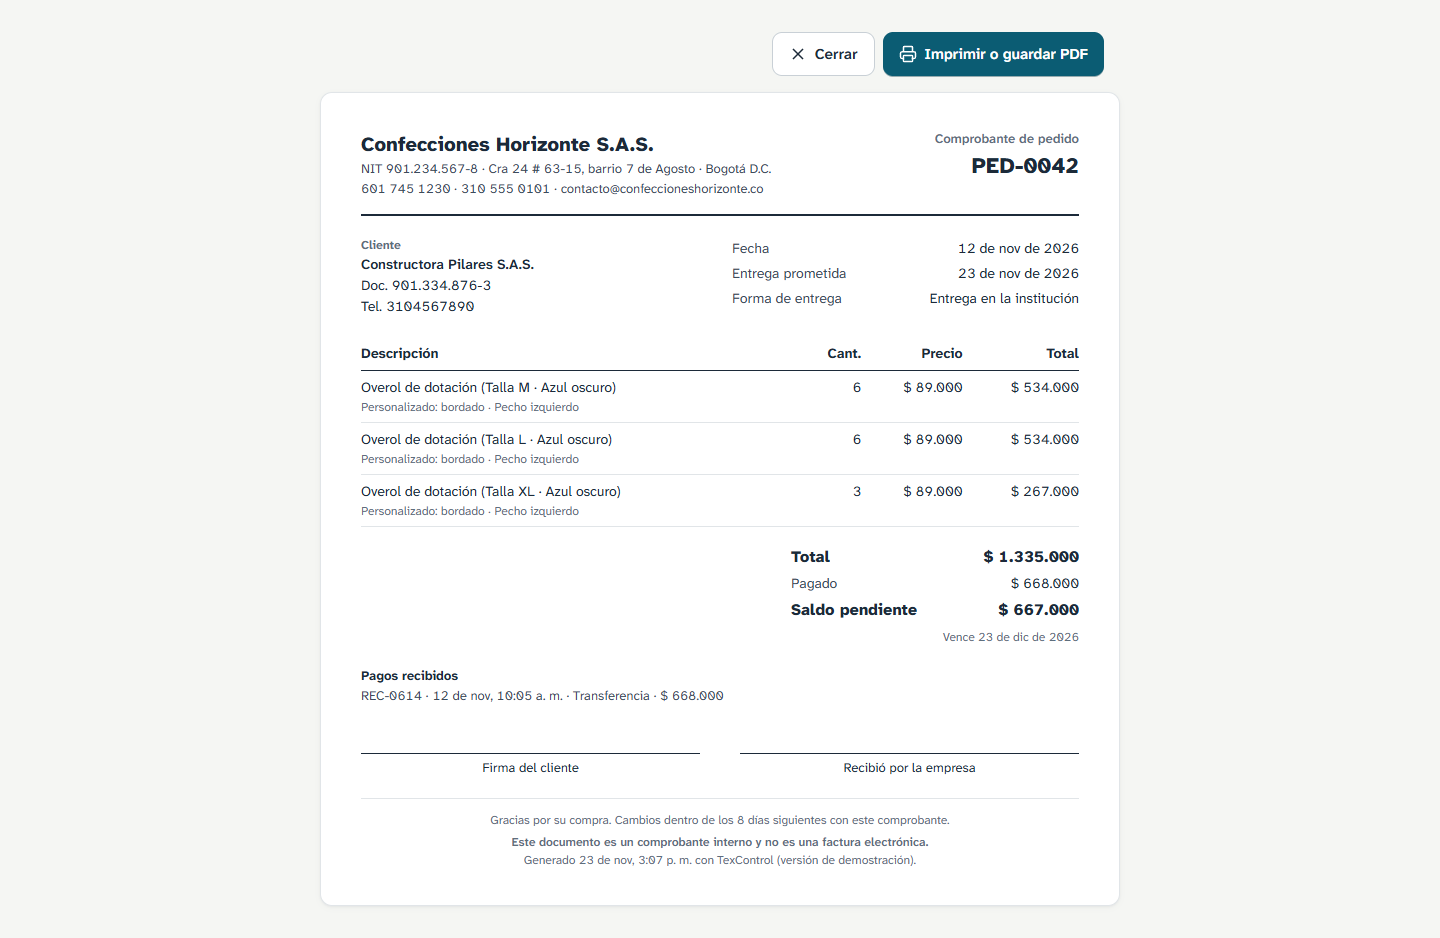 Cerrar
Imprimir o guardar PDF
Confecciones Horizonte S.A.S.
NIT 901.234.567-8 · Cra 24 # 63-15, barrio 7 de Agosto · Bogotá D.C.
601 745 1230 · 310 555 0101 · contacto@confeccioneshorizonte.co
Comprobante de pedido
PED-0042
Cliente
Constructora Pilares S.A.S.
Doc. 901.334.876-3
Tel. 3104567890
Fecha 12 de nov de 2026
Entrega prometida 23 de nov de 2026
Forma de entrega Entrega en la institución
Descripción Cant. Precio Total
Overol de dotación (Talla M · Azul oscuro) 6 $ 89.000 $ 534.000
Personalizado: bordado · Pecho izquierdo
Overol de dotación (Talla L · Azul oscuro) 6 $ 89.000 $ 534.000
Personalizado: bordado · Pecho izquierdo
Overol de dotación (Talla XL · Azul oscuro) 3 $ 89.000 $ 267.000
Personalizado: bordado · Pecho izquierdo
Total $ 1.335.000
Pagado $ 668.000
Saldo pendiente $ 667.000
Vence 23 de dic de 2026
Pagos recibidos
REC-0614 · 12 de nov, 10:05 a. m. · Transferencia · $ 668.000
Firma del cliente
Recibió por la empresa
Gracias por su compra. Cambios dentro de los 8 días siguientes con este comprobante.
Este documento es un comprobante interno y no es una factura electrónica.
Generado 23 de nov, 3:07 p. m. con TexControl (versión de demostración).